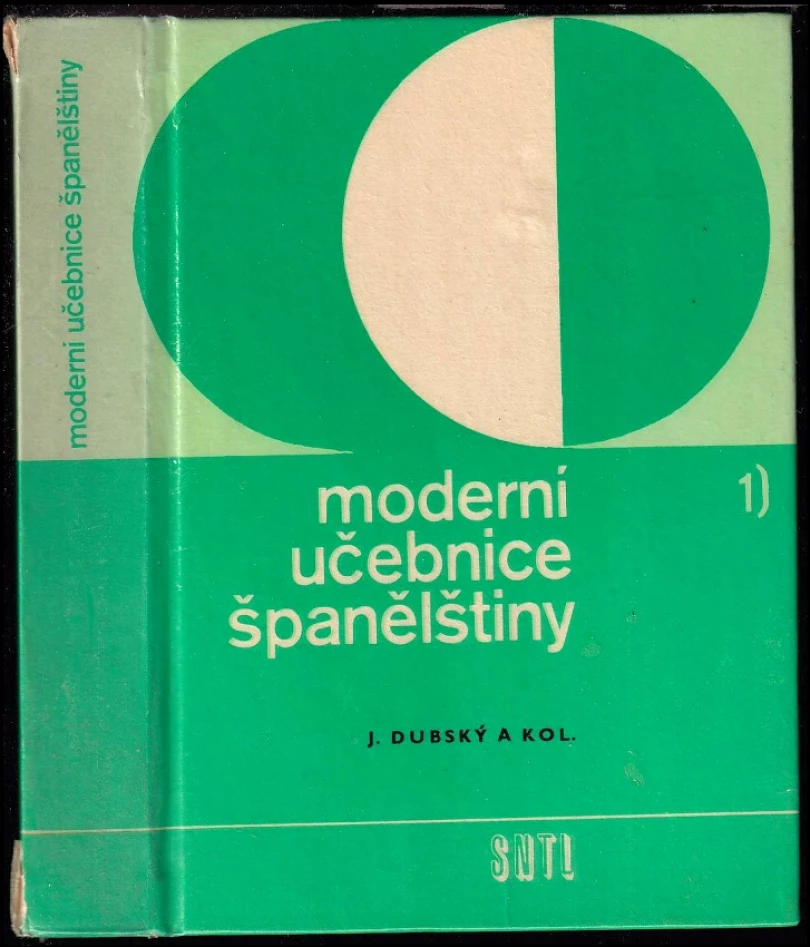 moderní učebnice španělštiny
moderní
učebnice
španělštiny
1)
J. DUBSKÝ A KOL.
SNTL